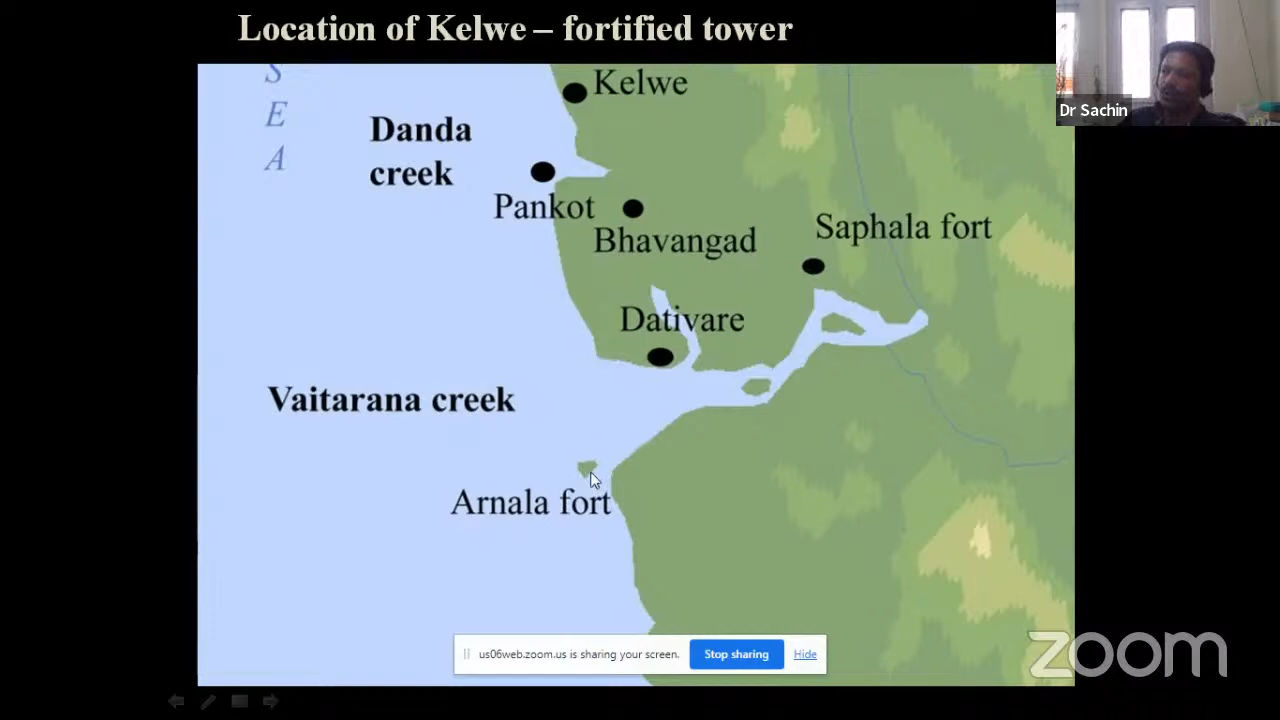 Location of Kelwe – fortified tower
Dr Sachin
S
E
A
Kelwe
Danda
creek
Pankot
Bhavangad
Saphala fort
Dativare
Vaitarana creek
Arnala fort
us06web.zoom.us is sharing your screen.
Stop sharing
Hide
zoom